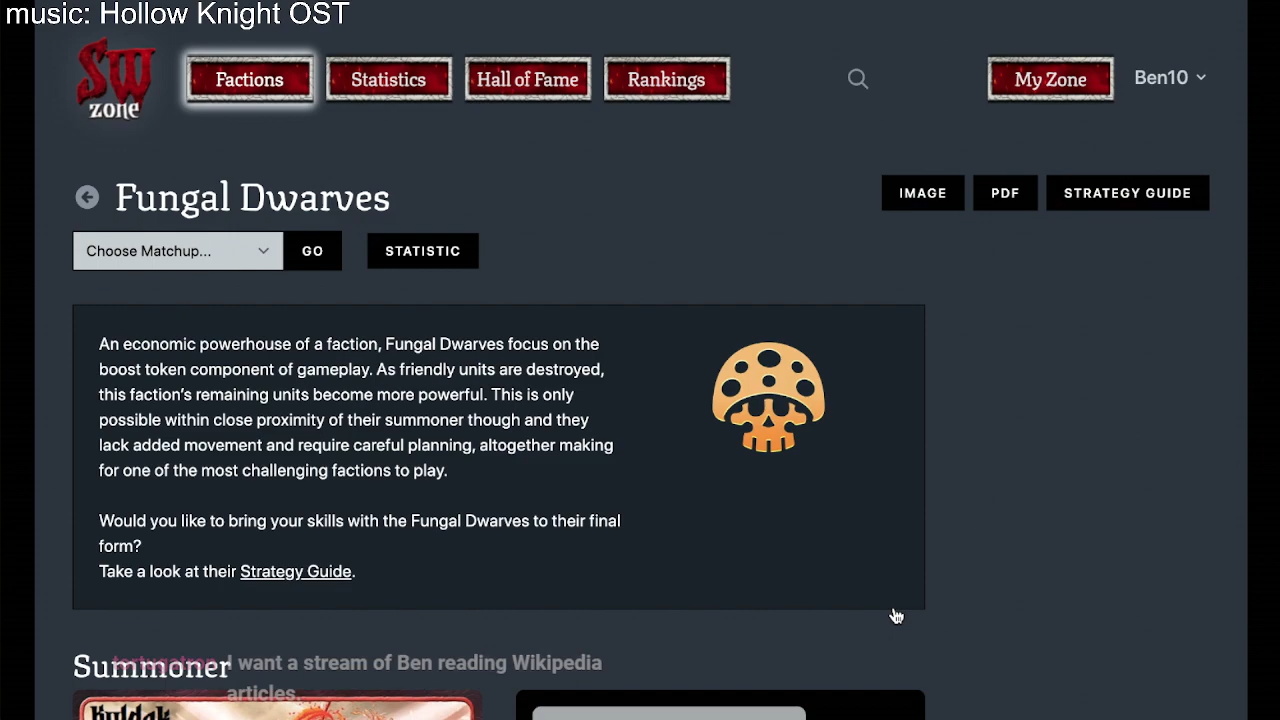 music: Hollow Knight OST
SW
zone
Factions
Statistics
Hall of Fame
Rankings
My Zone
Ben10
Fungal Dwarves
IMAGE
PDF
STRATEGY GUIDE
Choose Matchup...
GO
STATISTIC
An economic powerhouse of a faction, Fungal Dwarves focus on the
boost token component of gameplay. As friendly units are destroyed,
this faction's remaining units become more powerful. This is only
possible within close proximity of their summoner though and they
lack added movement and require careful planning, altogether making
for one of the most challenging factions to play.
Would you like to bring your skills with the Fungal Dwarves to their final
form?
Take a look at their Strategy Guide.
Summoner
I want a stream of Ben reading Wikipedia
articles.
Kuldak